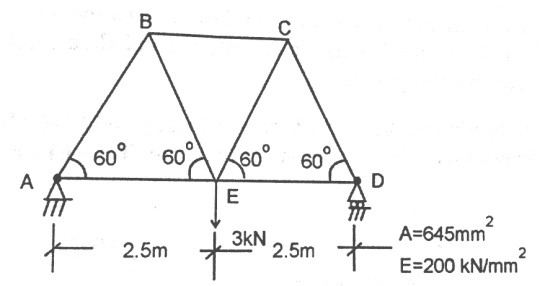 B
C
60° 60° 60° 60°
A
E
D
3kN
2.5m
2.5m
A=645mm²
E=200 kN/mm²